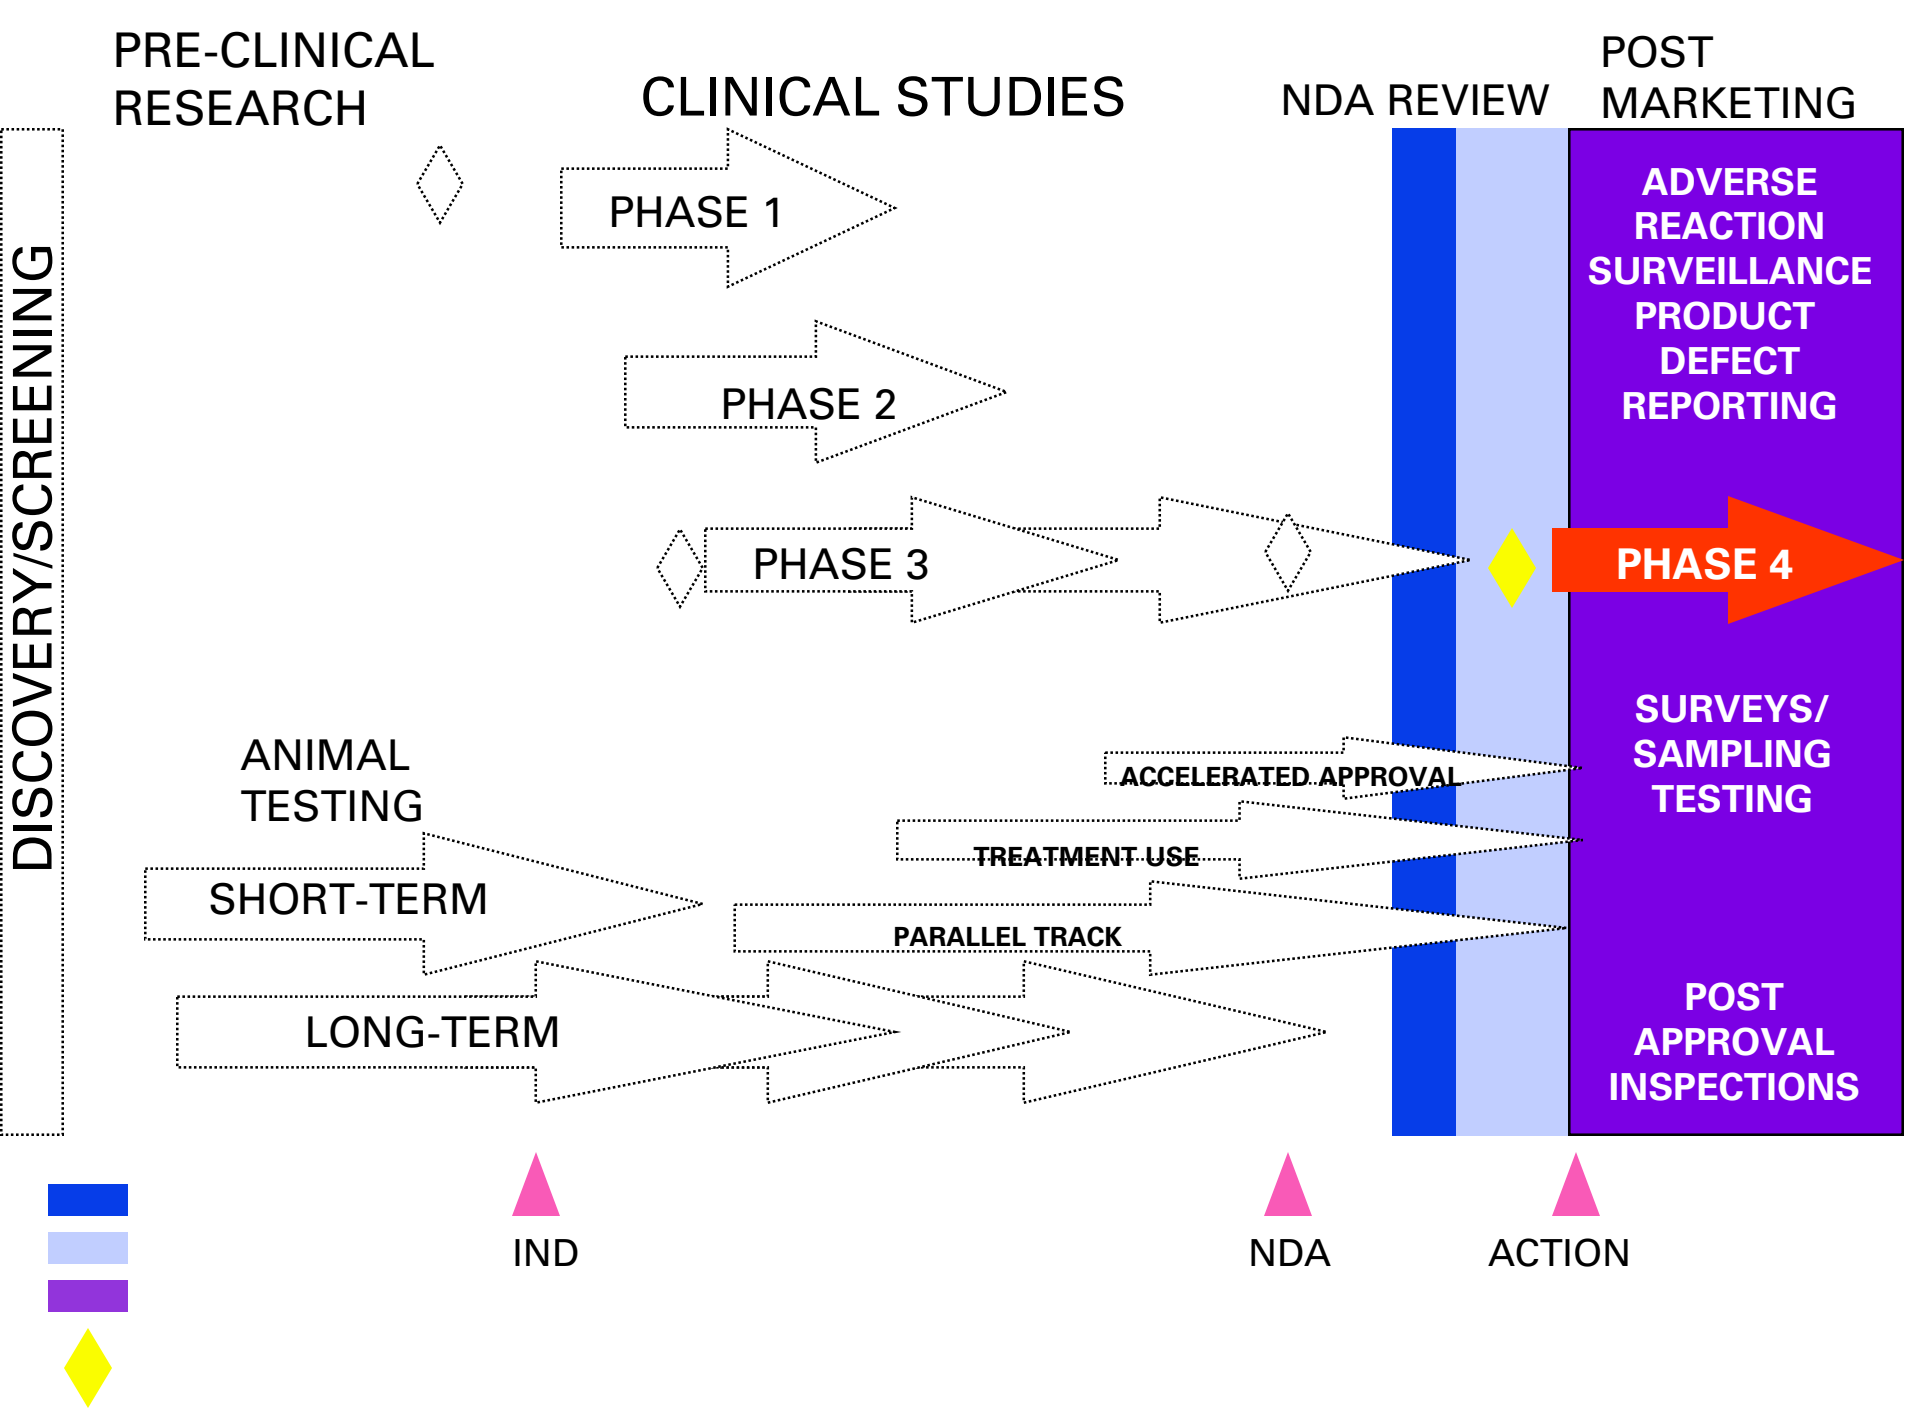 PRE-CLINICAL
RESEARCH
CLINICAL STUDIES
NDA REVIEW
POST
MARKETING
DISCOVERY/SCREENING
PHASE 1
PHASE 2
PHASE 3
ADVERSE
REACTION
SURVEILLANCE
PRODUCT
DEFECT
REPORTING
PHASE 4
SURVEYS/
SAMPLING
TESTING
ANIMAL
TESTING
ACCELERATED APPROVAL
TREATMENT USE
SHORT-TERM
PARALLEL TRACK
LONG-TERM
POST
APPROVAL
INSPECTIONS
IND
NDA
ACTION